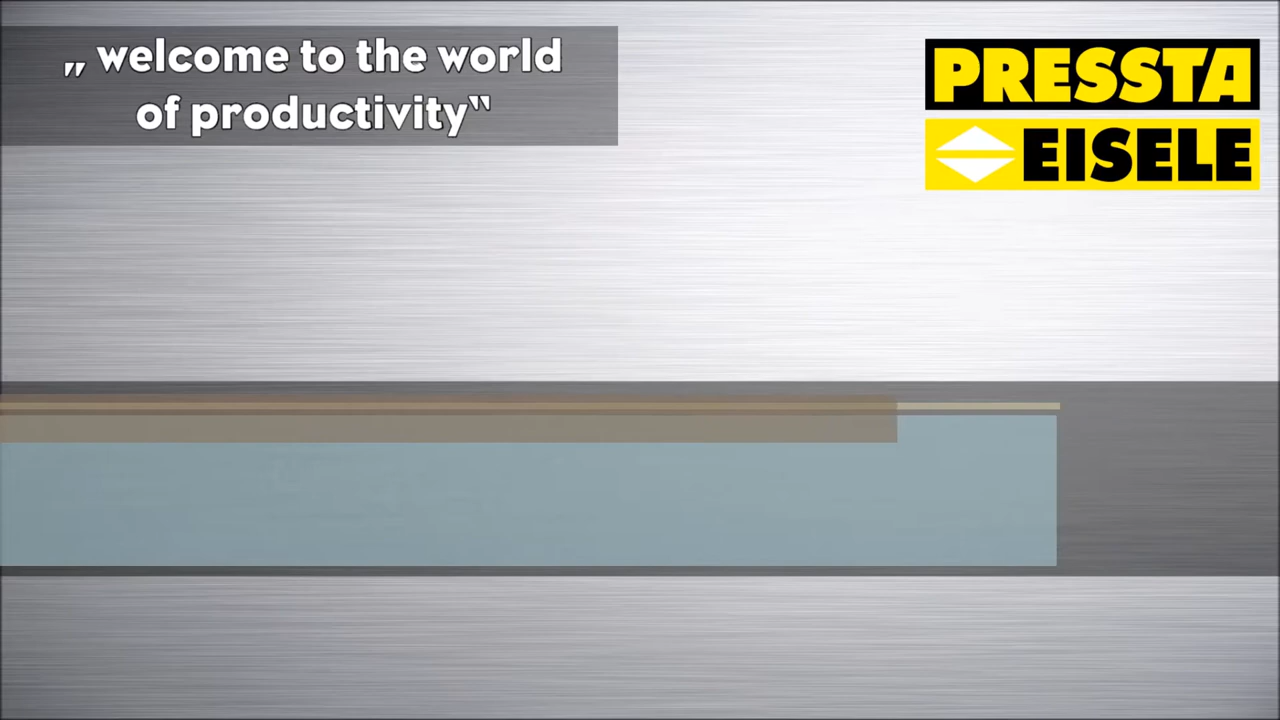 „ welcome to the world
of productivity“
PRESSTA
EISELE